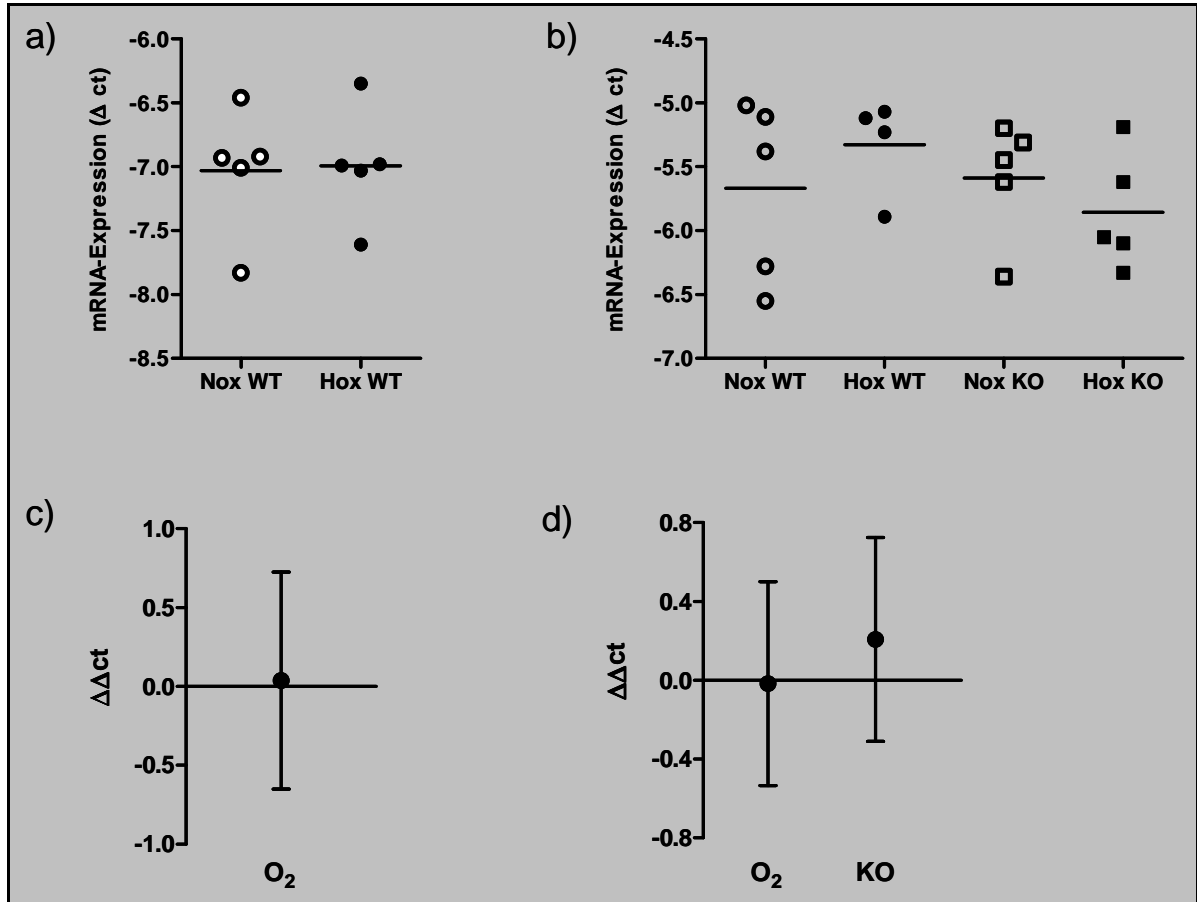 a)
mRNA-Expression (Δ ct)
-6.0
-6.5
-7.0
-7.5
-8.0
-8.5
Nox WT Hox WT
b)
mRNA-Expression (Δ ct)
-4.5
-5.0
-5.5
-6.0
-6.5
-7.0
Nox WT Hox WT Nox KO Hox KO
c)
ΔΔct
1.0
0.5
0.0
-0.5
-1.0
O₂
d)
ΔΔct
0.8
0.4
0.0
-0.4
-0.8
O₂ KO